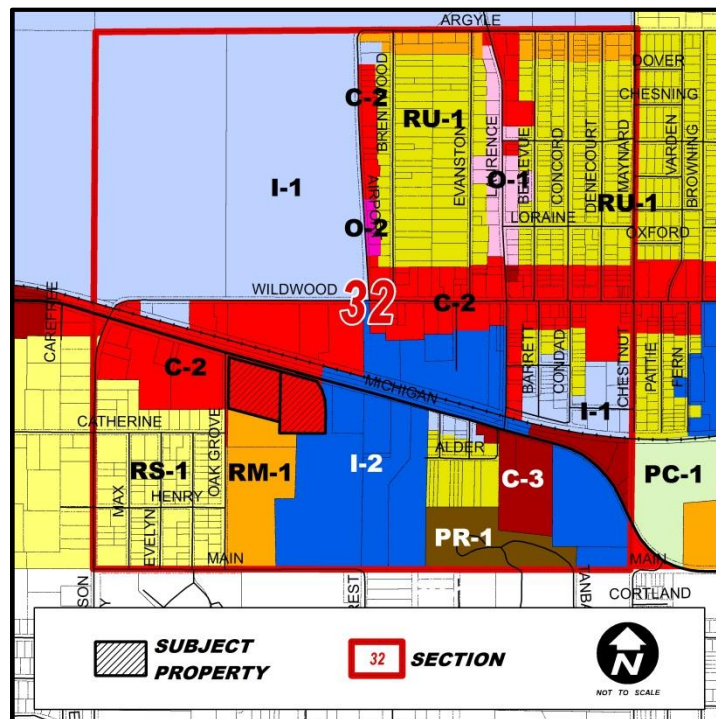 ARGYLE
DOVER
CHESNING
C-2
BRENTWOOD
RU-1
EVANSTON
LAURENCE
BELLEVUE
CONCORD
DENECOURT
MAYNARD
VARDEN
BROWNING
I-1
O-1
RU-1
O-2
LORAINE
OXFORD
WILDWOOD
32
C-2
CAREFREE
C-2
MICHIGAN
BARRET
CONDAD
CHESTNUT
PATTIE
FERN
I-1
CATHERINE
OAK GROVE
ALDER
RS-1
RM-1
I-2
C-3
PC-1
MAX
HENRY
EVELYN
PR-1
MAIN
MAIN
CORTLAND
SUBJECT
PROPERTY
32
SECTION
N
NOT TO SCALE